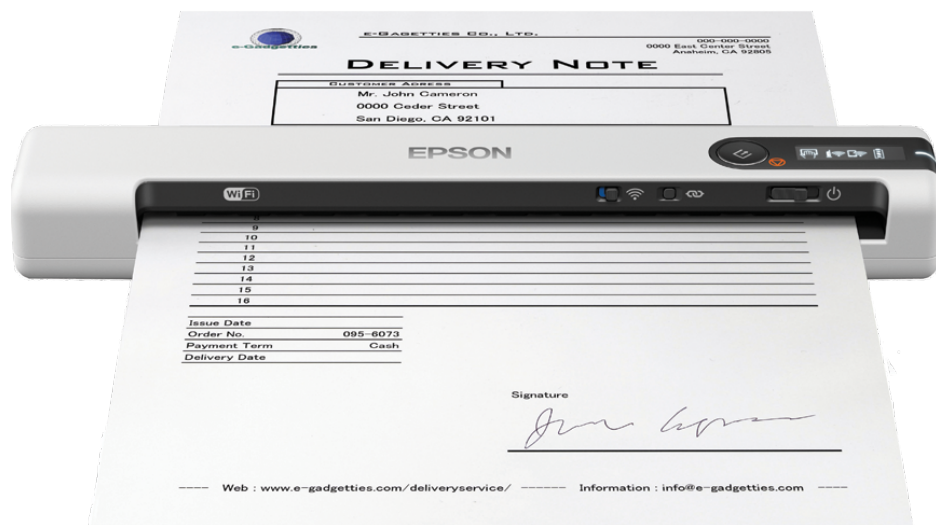 e-Gadgetties
E-GAGETTIES CO., LTD.
000-000-0000
0000 East Center Street
Anaheim, CA 92805
DELIVERY NOTE
CUSTOMER ADRESS
Mr. John Cameron
0000 Ceder Street
San Diego, CA 92101
EPSON
WiFi
8
9
10
11
12
13
14
15
16
Issue Date
Order No. 095-6073
Payment Term Cash
Delivery Date
Signature
Web : www.e-gadgetties.com/deliveryservice/ Information : info@e-gadgetties.com